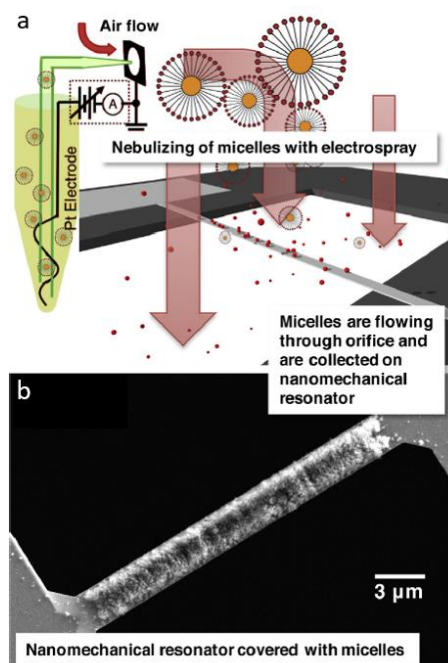 a
Air flow
A
Pt Electrode
Nebulizing of micelles with electrospray
Micelles are flowing
through orifice and
are collected on
nanomechanical
resonator
b
3 μm
Nanomechanical resonator covered with micelles